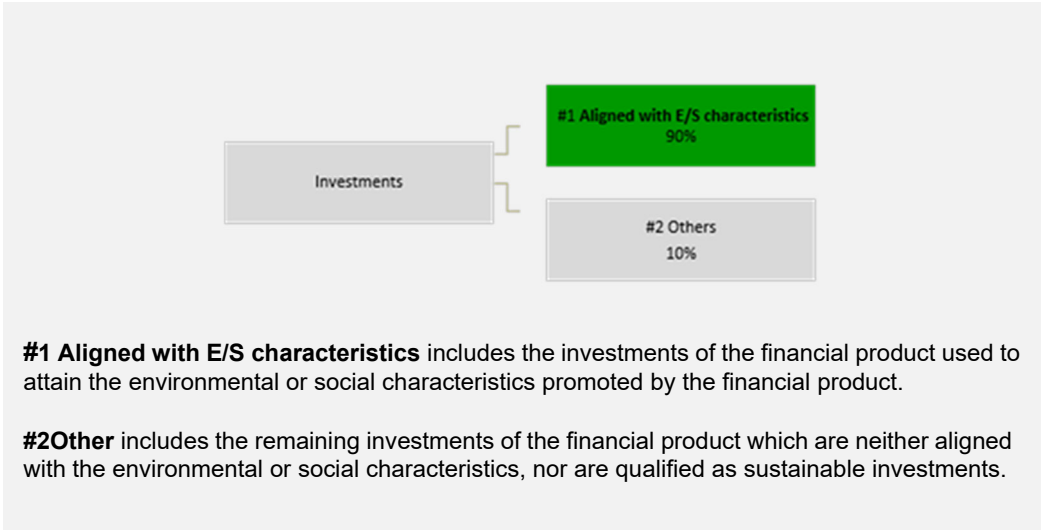 #1 Aligned with E/S characteristics
90%
Investments
#2 Others
10%
#1 Aligned with E/S characteristics includes the investments of the financial product used to
attain the environmental or social characteristics promoted by the financial product.
#2Other includes the remaining investments of the financial product which are neither aligned
with the environmental or social characteristics, nor are qualified as sustainable investments.